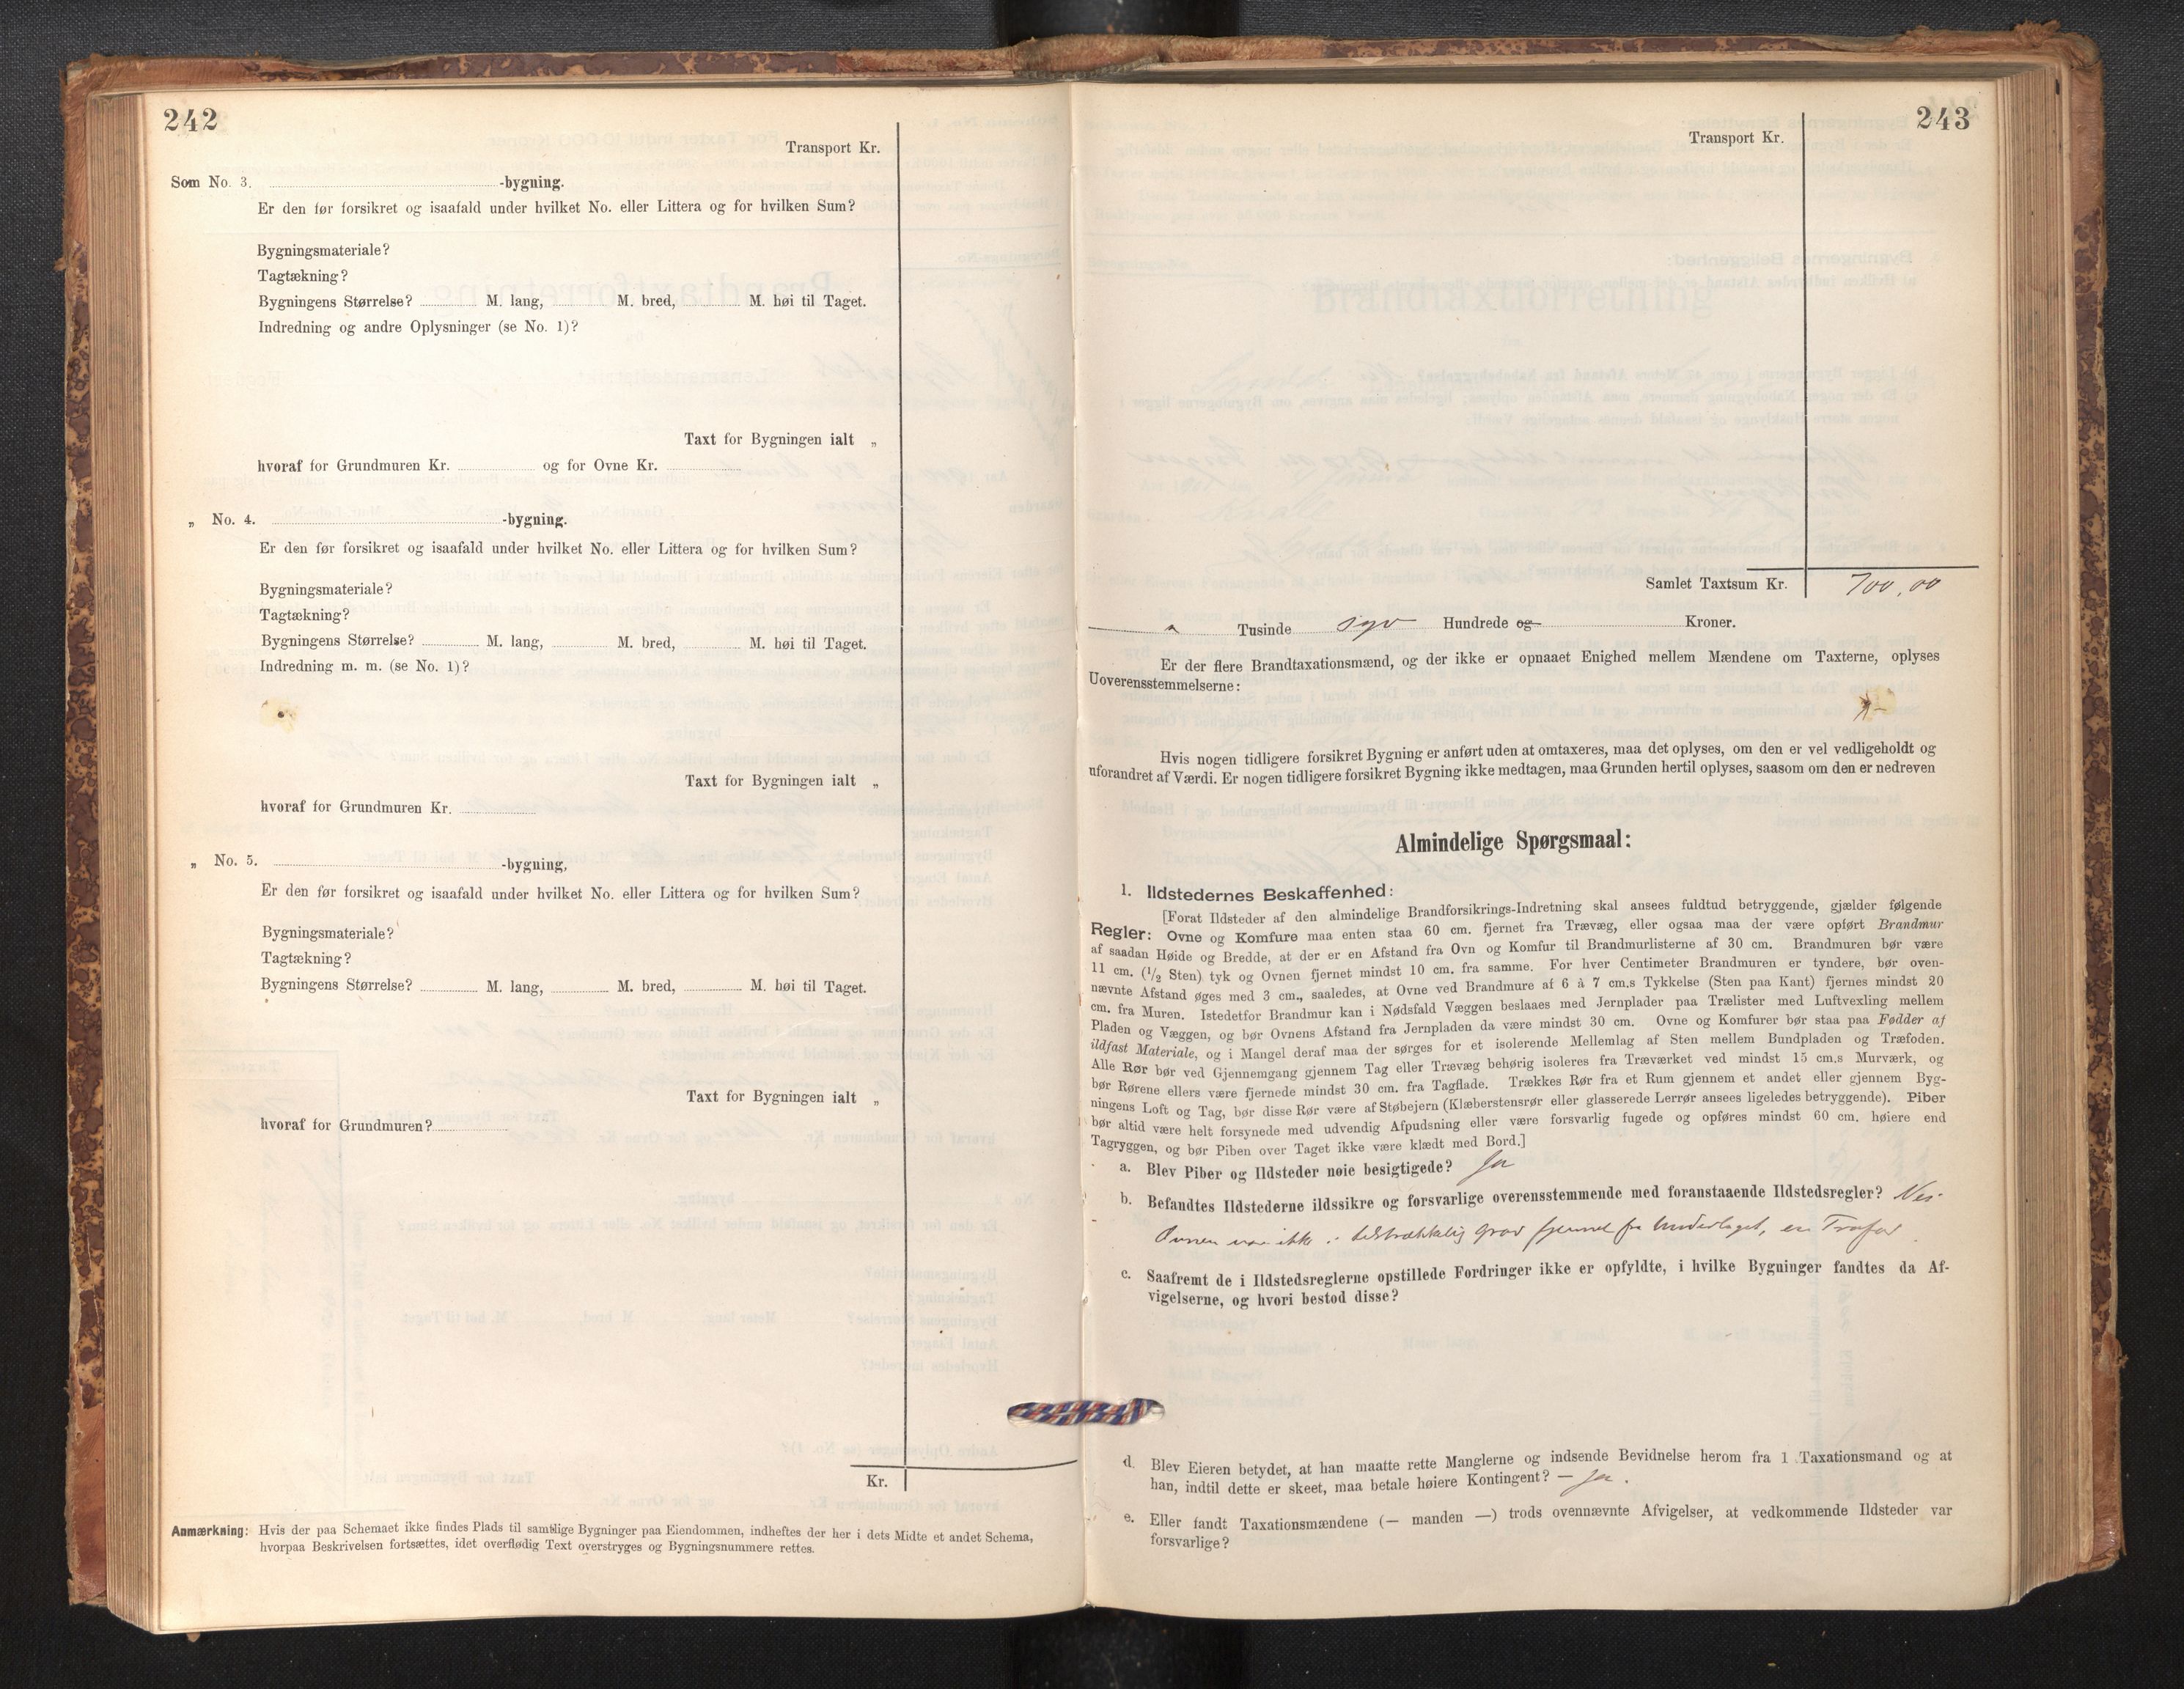 242
Transport Kr.
Som No. 3. -bygning.
Er den før forsikret og isaafald under hvilket No. eller Littera og for hvilken Sum?
Bygningsmateriale?
Tagtækning?
Bygningens Størrelse? M. lang, M. bred, M. høi til Taget.
Indredning og andre Oplysninger (se No. 1)?
Taxt for Bygningen ialt „
hvoraf for Grundmuren Kr. og for Ovne Kr.
„ No. 4. -bygning.
Er den før forsikret og isaafald under hvilket No. eller Littera og for hvilken Sum?
Bygningsmateriale?
Tagtækning?
Bygningens Størrelse? M. lang, M. bred, M. høi til Taget.
Indredning m. m. (se No. 1)?
Taxt for Bygningen ialt „
hvoraf for Grundmuren Kr.
„ No. 5. -bygning,
Er den før forsikret og isaafald under hvilket No. eller Littera og for hvilken Sum?
Bygningsmateriale?
Tagtækning?
Bygningens Størrelse? M. lang, M. bred, M. høi til Taget.
Taxt for Bygningen ialt „
hvoraf for Grundmuren?
Kr.
Anmærkning: Hvis der paa Schemaet ikke findes Plads til samtlige Bygninger paa Eiendommen, indheftes der her i dets Midte et andet Schema,
hvorpaa Beskrivelsen fortsættes, idet overflødig Text overstryges og Bygningsnummere rettes.
243
Transport Kr.
Samlet Taxtsum Kr. 700,00
Tusinde syv Hundrede og Kroner.
Er der flere Brandtaxationsmænd, og der ikke er opnaaet Enighed mellem Mændene om Taxterne, oplyses
Uoverensstemmelserne:
Hvis nogen tidligere forsikret Bygning er anført uden at omtaxeres, maa det oplyses, om den er vel vedligeholdt og
uforandret af Værdi. Er nogen tidligere forsikret Bygning ikke medtagen, maa Grunden hertil oplyses, saasom om den er nedreven
Almindelige Spørgsmaal:
1. Ildstedernes Beskaffenhed:
[Forat Ildsteder af den almindelige Brandforsikrings-Indretning skal ansees fuldtud betryggende, gjælder følgende
Regler: Ovne og Komfure maa enten staa 60 cm. fjernet fra Trævæg, eller ogsaa maa der være opført Brandmur
af saadan Høide og Bredde, at der er en Afstand fra Ovn og Komfur til Brandmurlisterne af 30 cm. Brandmuren bør være
11 cm. (1/2 Sten) tyk og Ovnen fjernet mindst 10 cm. fra samme. For hver Centimeter Brandmuren er tyndere, bør oven-
nævnte Afstand øges med 3 cm., saaledes, at Ovne ved Brandmure af 6 à 7 cm.s Tykkelse (Sten paa Kant) fjernes mindst 20
cm. fra Muren. Istedetfor Brandmur kan i Nødsfald Væggen beslaaes med Jernplader paa Trælister med Luftvexling mellem
Pladen og Væggen, og bør Ovnens Afstand fra Jernpladen da være mindst 30 cm. Ovne og Komfurer bør staa paa Fødder af
ildfast Materiale, og i Mangel deraf maa der sørges for et isolerende Mellemlag af Sten mellem Bundpladen og Træfoden.
Alle Rør bør ved Gjennemgang gjennem Tag eller Trævæg behørig isoleres fra Træværket ved mindst 15 cm.s Murværk, og
bør Rørene ellers være fjernede mindst 30 cm. fra Tagflade. Trækkes Rør fra et Rum gjennem et andet eller gjennem Byg-
ningens Loft og Tag, bør disse Rør være af Støbejern (Klæberstensrør eller glasserede Lerrør ansees ligeledes betryggende). Piber
bør altid være helt forsynede med udvendig Afpudsning eller være forsvarlig fugede og opføres mindst 60 cm. høiere end
Tagryggen, og bør Piben over Taget ikke være klædt med Bord.]
a. Blev Piber og Ildsteder nøie besigtigede? Ja
b. Befandtes Ildstederne ildssikre og forsvarlige overensstemmende med foranstaaende Ildstedsregler? Nei.
Ovnen var ikke i tilstrækkelig grad fjernet fra Underlaget, en Træfod.
c. Saafremt de i Ildstedsreglerne opstillede Fordringer ikke er opfyldte, i hvilke Bygninger fandtes da Af-
vigelserne, og hvori bestod disse?
d. Blev Eieren betydet, at han maatte rette Manglerne og indsende Bevidnelse herom fra 1 Taxationsmand og at
han, indtil dette er skeet, maa betale høiere Kontingent? — Ja.
e. Eller fandt Taxationsmændene (— manden —) trods ovennævnte Afvigelser, at vedkommende Ildsteder var
forsvarlige?